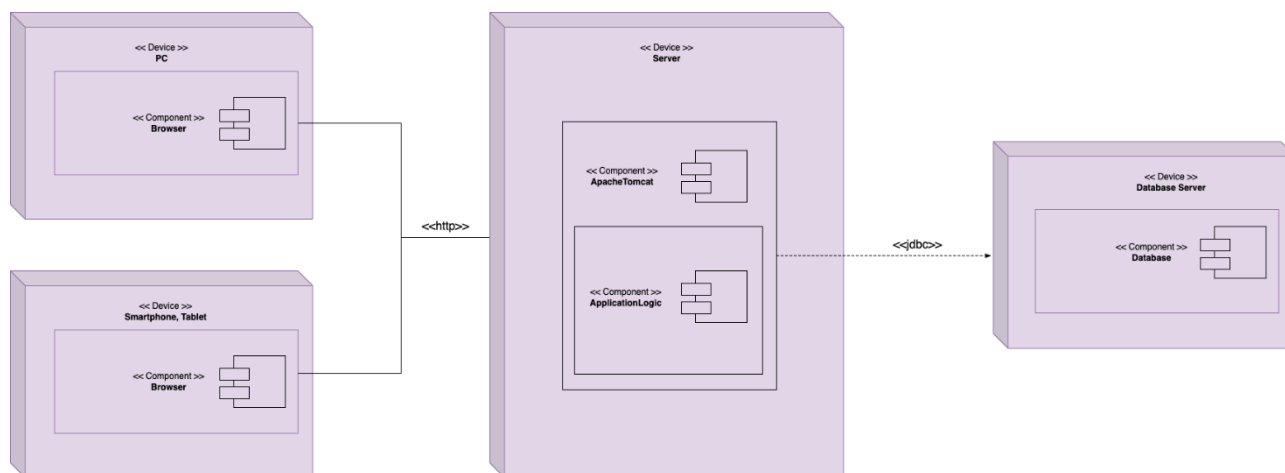 << Device >>
PC
<< Component >>
Browser
<< Device >>
Smartphone, Tablet
<< Component >>
Browser
<<http>>
<< Device >>
Server
<< Component >>
ApacheTomcat
<< Component >>
ApplicationLogic
<<jdbc>>
<< Device >>
Database Server
<< Component >>
Database